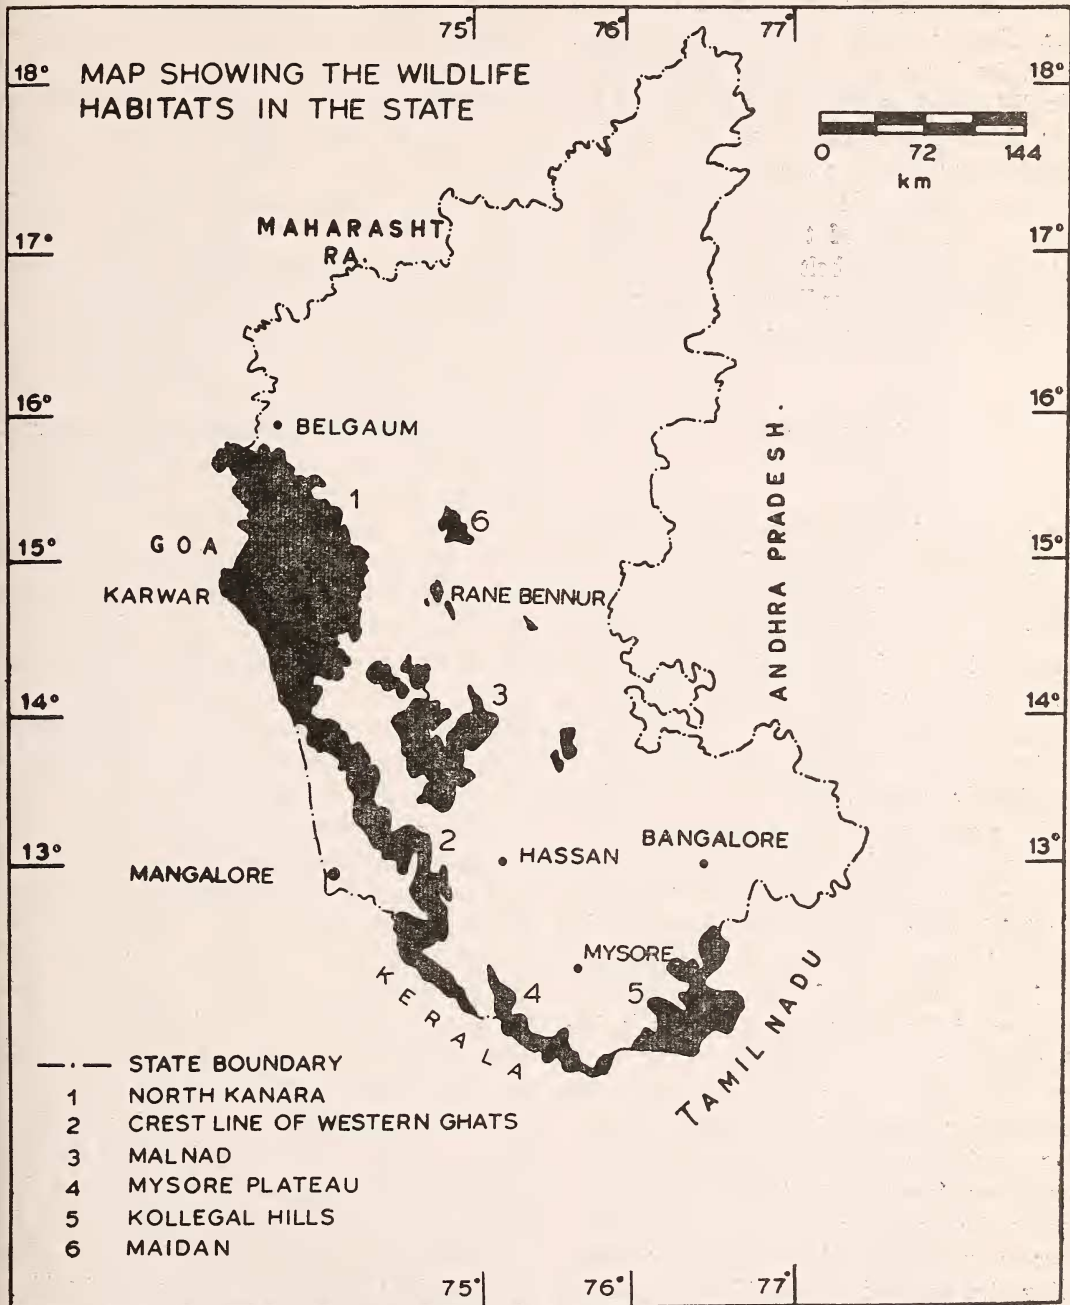 75° 76° 77°
18° MAP SHOWING THE WILDLIFE 18°
HABITATS IN THE STATE
0 72 144
km
MAHARASHT
RA.
17° 17°
16° 16°
BELGAUM
1
6
GOA
15° 15°
KARWAR
RANE BENNUR
ANDHRA PRADESH.
14° 14°
3
2
13° 13°
HASSAN
BANGALORE
MANGALORE
MYSORE
4
5
KERALA
TAMIL NADU
STATE BOUNDARY
1 NORTH KANARA
2 CREST LINE OF WESTERN GHATS
3 MALNAD
4 MYSORE PLATEAU
5 KOLLEGAL HILLS
6 MAIDAN
75° 76° 77°